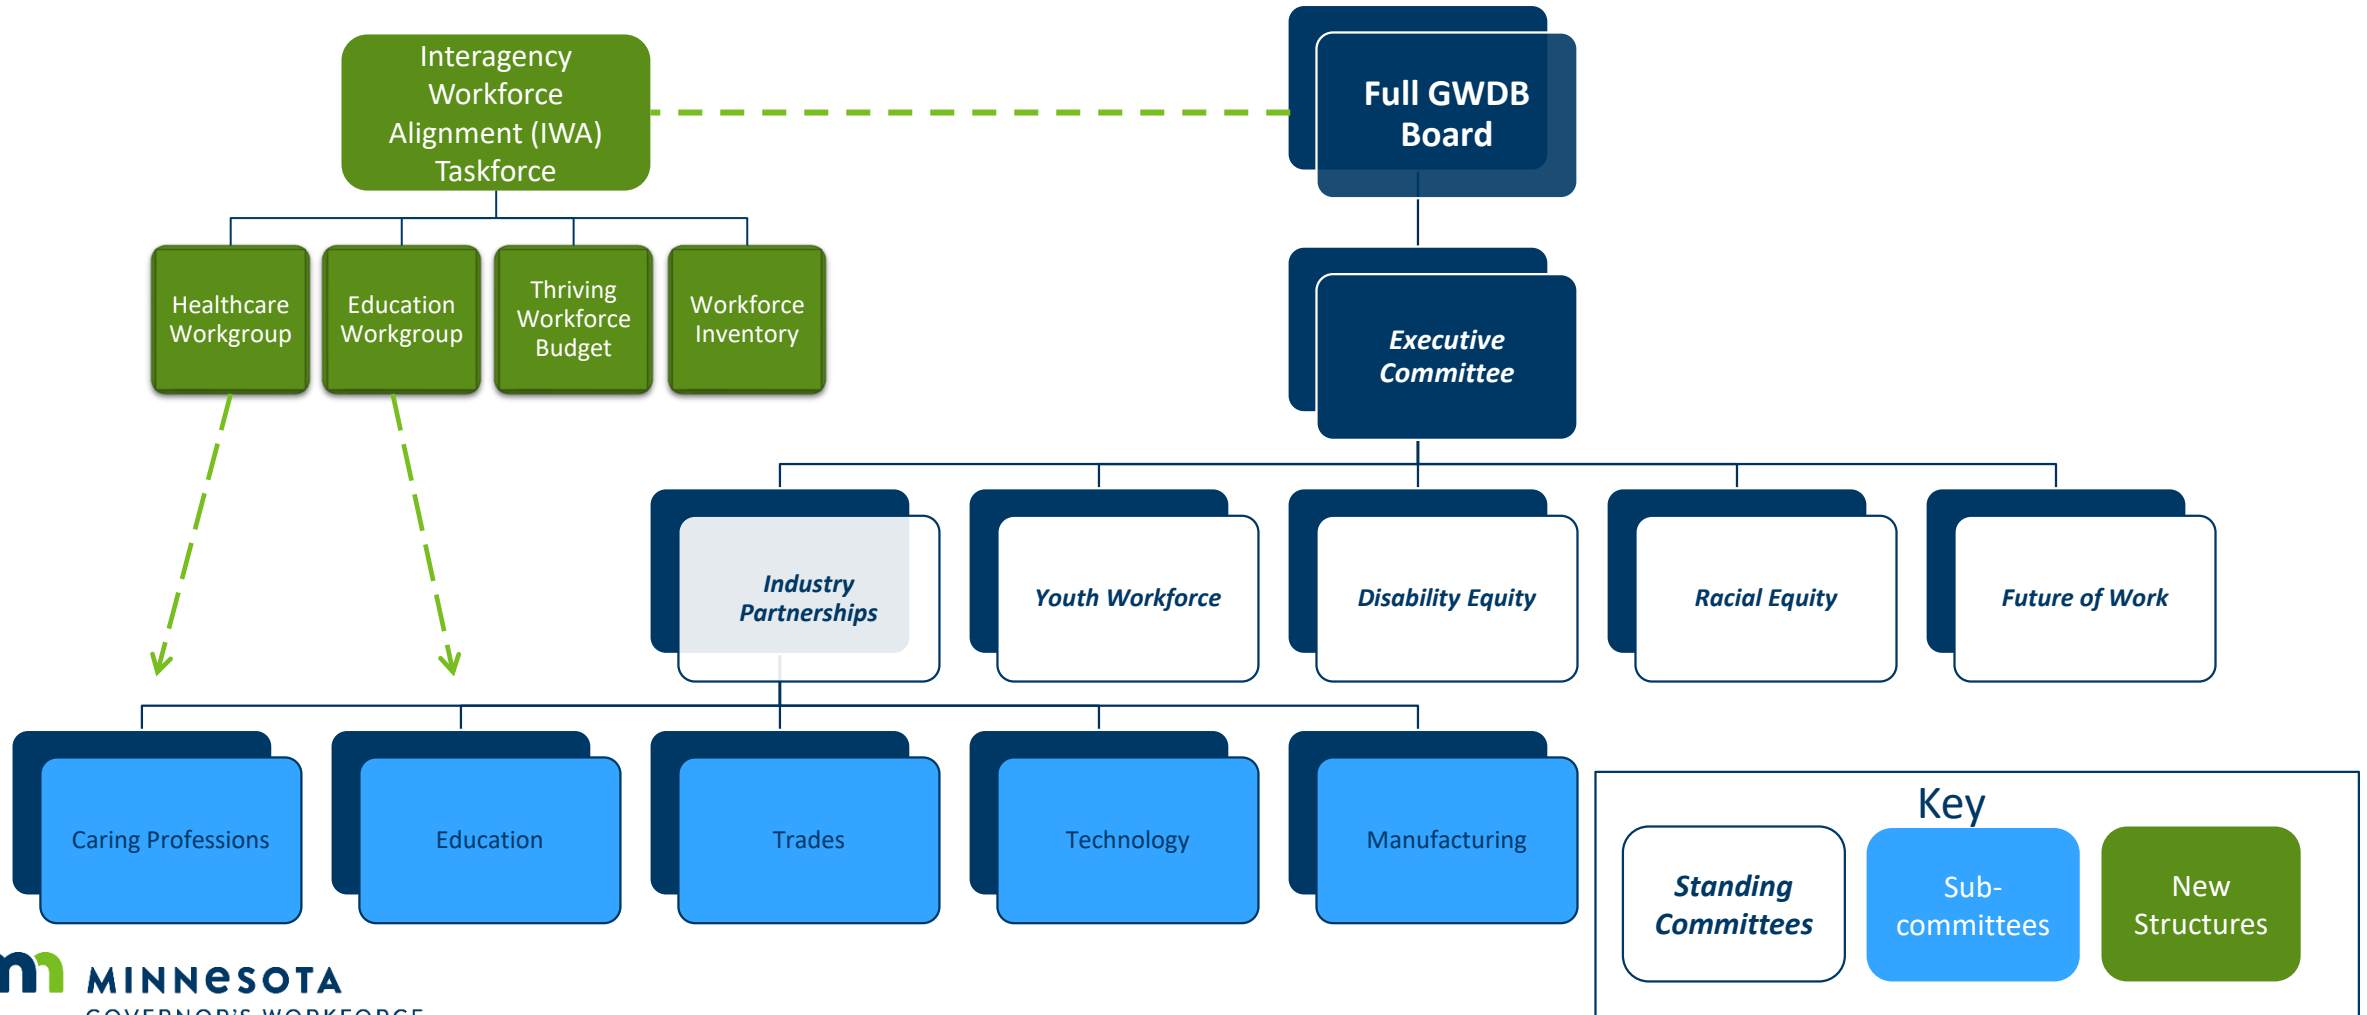 Interagency
Workforce
Alignment (IWA)
Taskforce
Full GWDB
Board
Healthcare
Workgroup
Education
Workgroup
Thriving
Workforce
Budget
Workforce
Inventory
Executive
Committee
Industry
Partnerships
Youth Workforce
Disability Equity
Racial Equity
Future of Work
Caring Professions
Education
Trades
Technology
Manufacturing
Key
Standing
Committees
Sub-
committees
New
Structures
MINNESOTA
GOVERNOR'S WORKFORCE